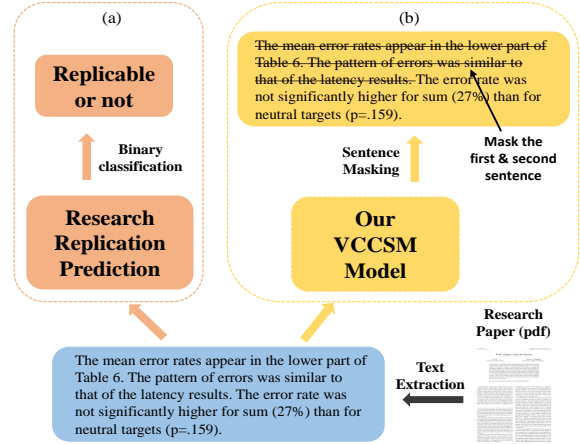 (a)
Replicable
or not
Binary
classification
Research
Replication
Prediction
(b)
The mean error rates appear in the lower part of
Table 6. The pattern of errors was similar to
that of the latency results. The error rate was
not significantly higher for sum (27%) than for
neutral targets (p=.159).
Mask the
first & second
sentence
Sentence
Masking
Our
VCCSM
Model
The mean error rates appear in the lower part of
Table 6. The pattern of errors was similar to
that of the latency results. The error rate was
not significantly higher for sum (27%) than for
neutral targets (p=.159).
Text
Extraction
Research
Paper (pdf)